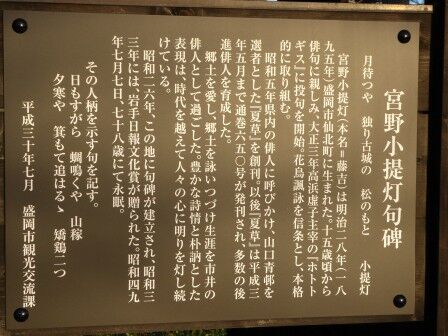 宮野小提灯句碑
月待つや 独り古城の 松のもと 小提灯
宮野小提灯(本名=藤吉)は明治二八年(一八
九五年)盛岡市仙北町に生まれた。十五歳頃から
俳句に親しみ、大正三年高浜虚子主宰の『ホトト
ギス』に投句を開始。花鳥諷詠を信条とし、本格
的に取り組む。
昭和五年県内の俳人に呼びかけ、山口青邨を
選者とした『夏草』を創刊。以後『夏草』は平成三
年五月まで通巻六五〇号が発刊され、多数の後
進俳人を育成した。
郷土を愛し、郷土を詠いつづけ生涯を市井の
俳人として過ごした。豊かな詩情と朴訥とした
表現は、時代を越えて人々の心に明りを灯し続
けている。
昭和二六年、この地に句碑が建立され、昭和三
三年には、岩手日報文化賞が贈られた。昭和四九
年七月七日、七十八歳にて永眠。
その人柄を示す句を記す。
日もすがら 蜩鳴くや 山稼
夕寒や 箕もて追はるゝ 矮鶏二つ
平成三十年七月 盛岡市観光交流課